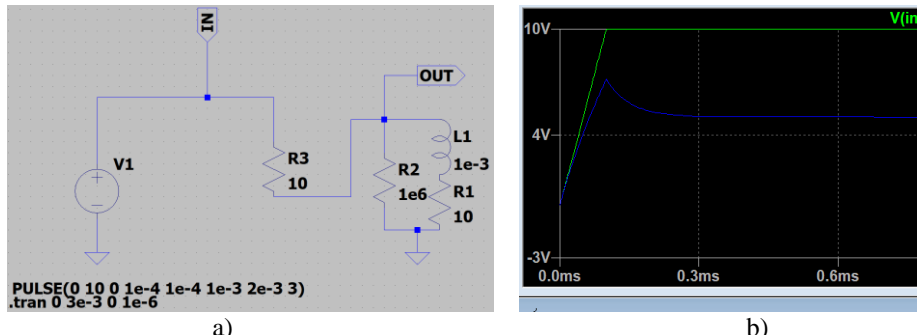 IN
OUT
V1
R3
10
R2
1e6
L1
1e-3
R1
10
PULSE(0 10 0 1e-4 1e-4 1e-3 2e-3 3)
.tran 0 3e-3 0 1e-6
a)
V(in
10V
4V
-3V
0.0ms 0.3ms 0.6ms
b)